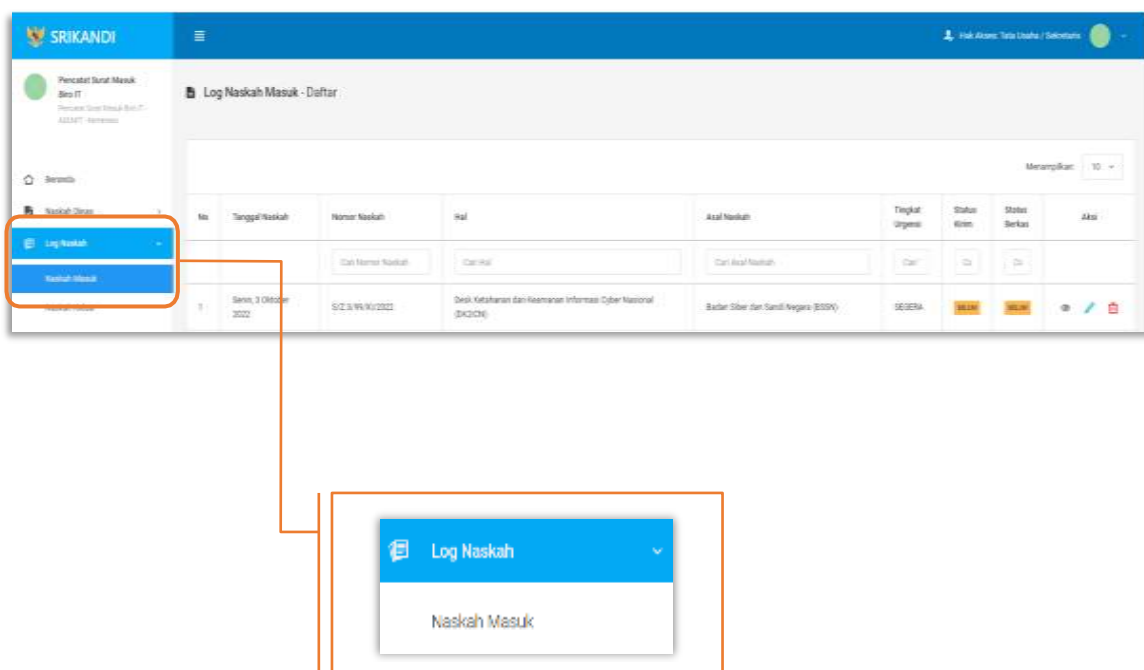 SRIKANDI
Hak Akses: Tata Usaha / Sekretaris
Pencatat Surat Masuk
Biro IT
Log Naskah Masuk - Daftar
Menampilkan: 10
Beranda
Naskah Dinas
Log Naskah
Naskah Masuk
No Tanggal Naskah Nomor Naskah Hal Asal Naskah Tingkat Urgensi Status Kirim Status Berkas Aksi
Cari Nomor Naskah Cari Hal Cari Asal Naskah Cari
1 Senin, 3 Oktober 2022 Desk Ketahanan dan Keamanan Informasi Cyber Nasional (DK2ICN) Badan Siber dan Sandi Negara (BSSN) SEGERA BELUM BELUM
Log Naskah
Naskah Masuk